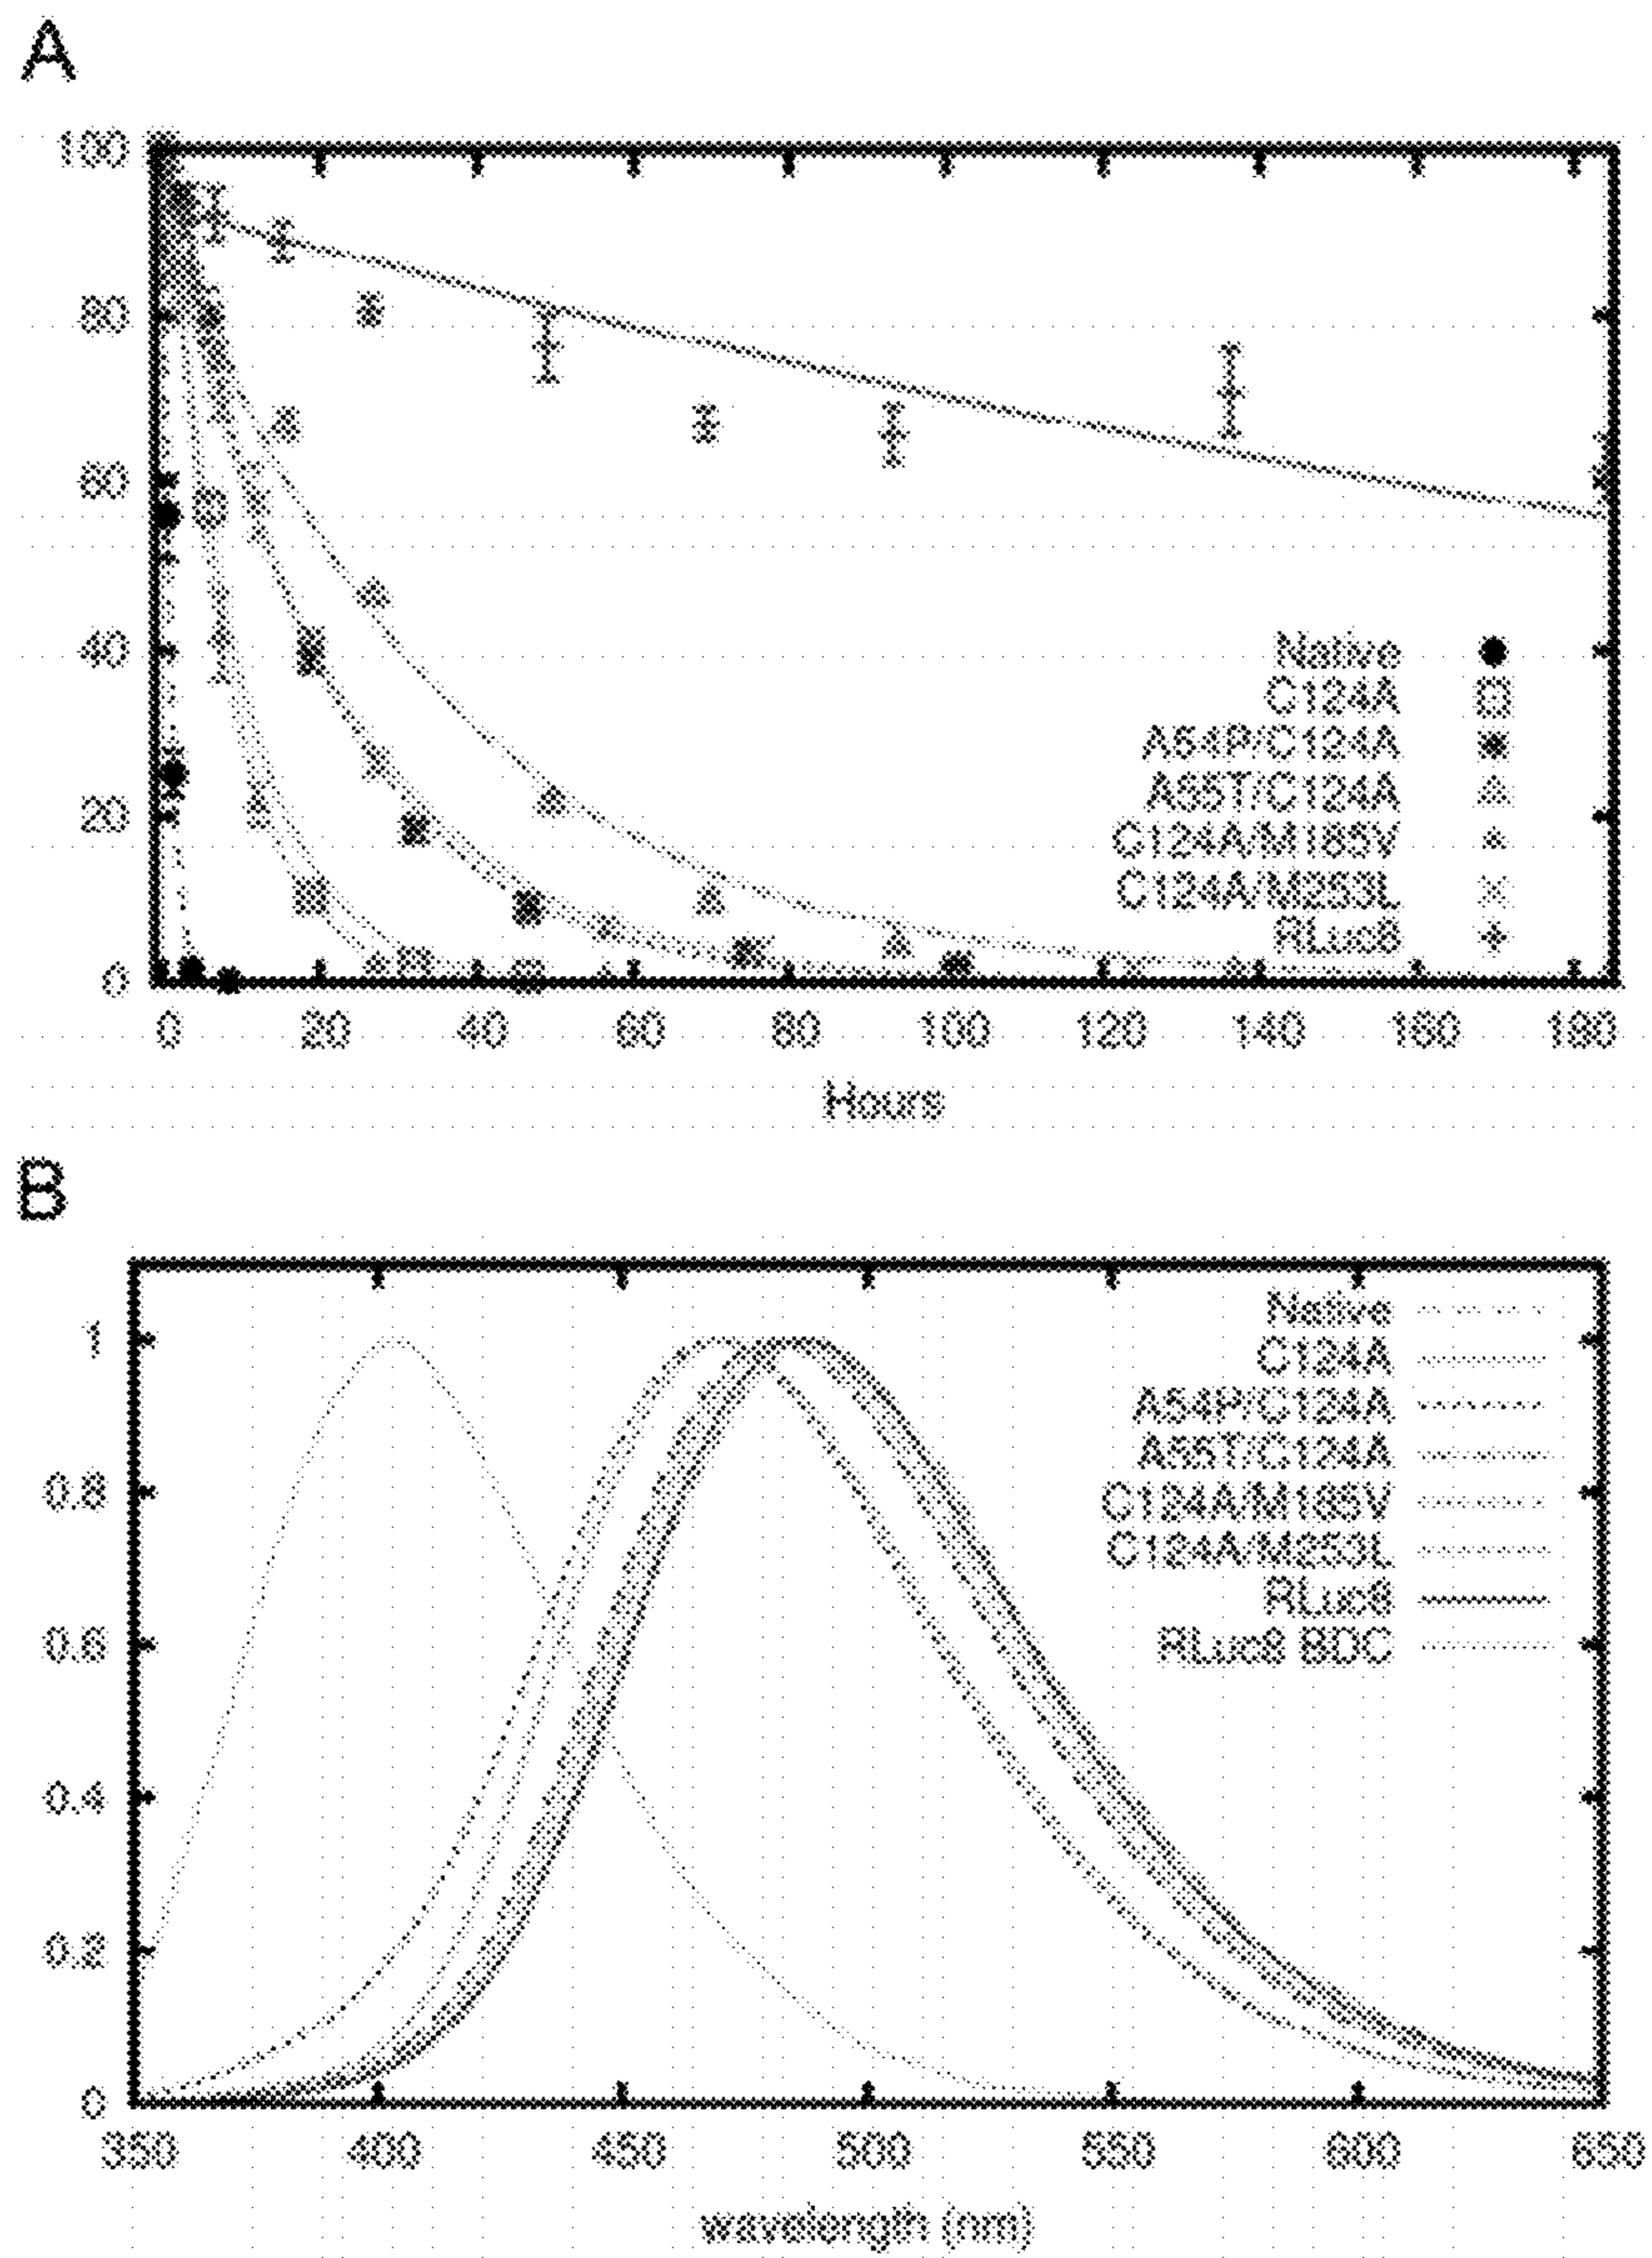 A
100
80
60
40
20
0
Native
C124A
A54P/C124A
A55T/C124A
C124A/M185V
C124A/M253L
RLuc8
0 20 40 60 80 100 120 140 160 180
Hours
B
1
0.8
0.6
0.4
0.2
0
Native
C124A
A54P/C124A
A55T/C124A
C124A/M185V
C124A/M253L
RLuc8
RLuc8 BDC
350 400 450 500 550 600 650
wavelength (nm)